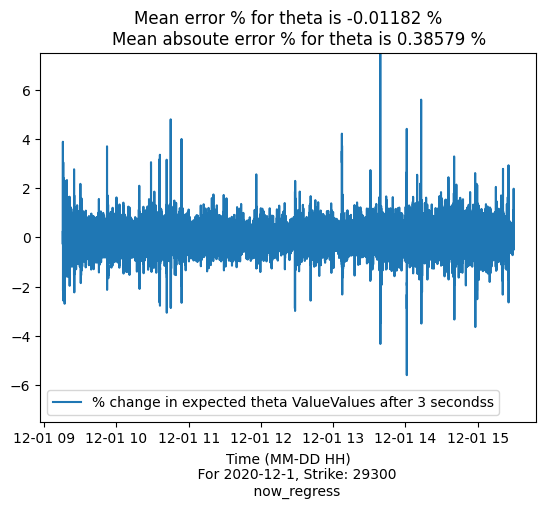 Mean error % for theta is -0.01182 %
Mean absoute error % for theta is 0.38579 %
6
4
2
0
−2
−4
−6
% change in expected theta ValueValues after 3 secondss
12-01 09 12-01 10 12-01 11 12-01 12 12-01 13 12-01 14 12-01 15
Time (MM-DD HH)
For 2020-12-1, Strike: 29300
now_regress